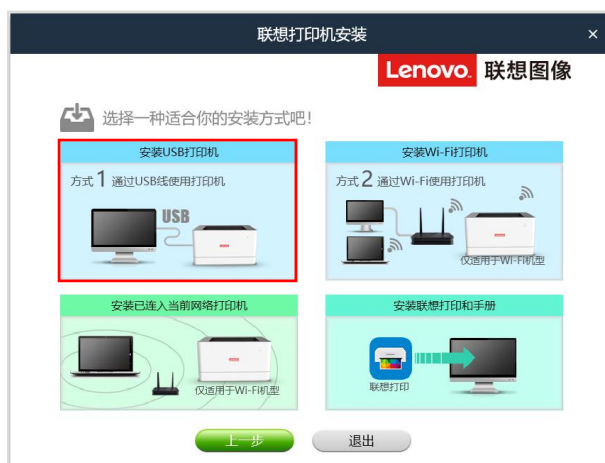 联想打印机安装
×
Lenovo. 联想图像
选择一种适合你的安装方式吧!
安装USB打印机
方式 1 通过USB线使用打印机
USB
安装Wi-Fi打印机
方式 2 通过Wi-Fi使用打印机
仅适用于Wi-Fi机型
安装已连入当前网络打印机
仅适用于Wi-Fi机型
安装联想打印和手册
联想打印
上一步
退出